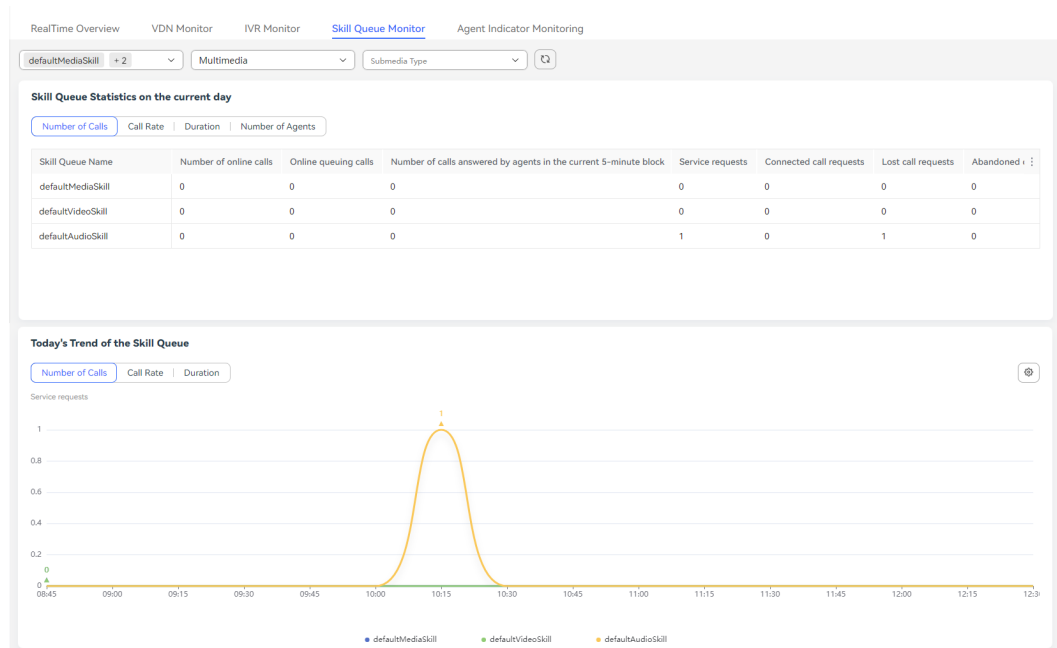 RealTime Overview VDN Monitor IVR Monitor Skill Queue Monitor Agent Indicator Monitoring
defaultMediaSkill + 2 Multimedia Submedia Type
Skill Queue Statistics on the current day
Number of Calls Call Rate Duration Number of Agents
Skill Queue Name Number of online calls Online queuing calls Number of calls answered by agents in the current 5-minute block Service requests Connected call requests Lost call requests Abandoned
defaultMediaSkill 0 0 0 0 0 0 0
defaultVideoSkill 0 0 0 0 0 0 0
defaultAudioSkill 0 0 0 1 0 1 0
Today's Trend of the Skill Queue
Number of Calls Call Rate Duration
Service requests
1
1
0.8
0.6
0.4
0.2
0
0
08:45 09:00 09:15 09:30 09:45 10:00 10:15 10:30 10:45 11:00 11:15 11:30 11:45 12:00 12:15
defaultMediaSkill defaultVideoSkill defaultAudioSkill